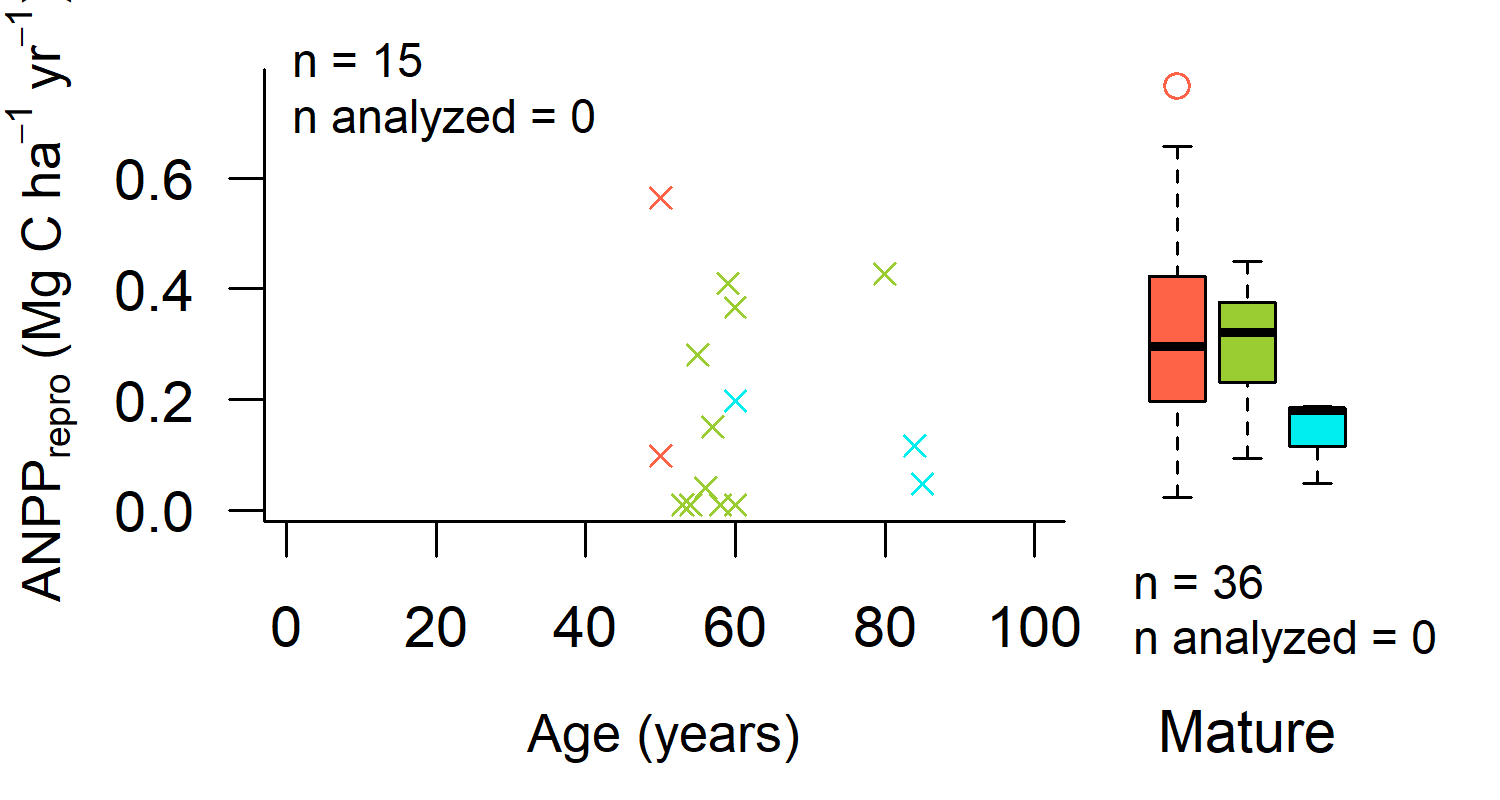 n = 15
n analyzed = 0
ANPPrepro (Mg C ha−1 yr−1)
0.6
0.4
0.2
0.0
0 20 40 60 80 100
Age (years)
n = 36
n analyzed = 0
Mature